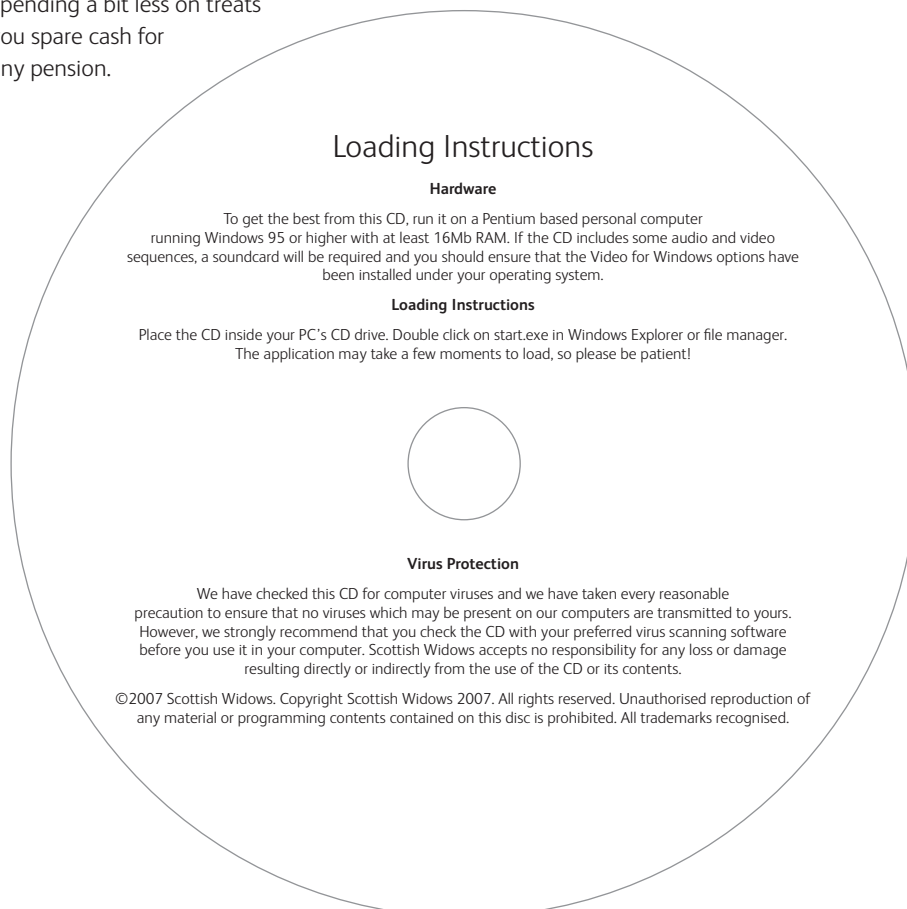 pending a bit less on treats
ou spare cash for
ny pension.
Loading Instructions
Hardware
To get the best from this CD, run it on a Pentium based personal computer
running Windows 95 or higher with at least 16Mb RAM. If the CD includes some audio and video
sequences, a soundcard will be required and you should ensure that the Video for Windows options have
been installed under your operating system.
Loading Instructions
Place the CD inside your PC's CD drive. Double click on start.exe in Windows Explorer or file manager.
The application may take a few moments to load, so please be patient!
Virus Protection
We have checked this CD for computer viruses and we have taken every reasonable
precaution to ensure that no viruses which may be present on our computers are transmitted to yours.
However, we strongly recommend that you check the CD with your preferred virus scanning software
before you use it in your computer. Scottish Widows accepts no responsibility for any loss or damage
resulting directly or indirectly from the use of the CD or its contents.
©2007 Scottish Widows. Copyright Scottish Widows 2007. All rights reserved. Unauthorised reproduction of
any material or programming contents contained on this disc is prohibited. All trademarks recognised.